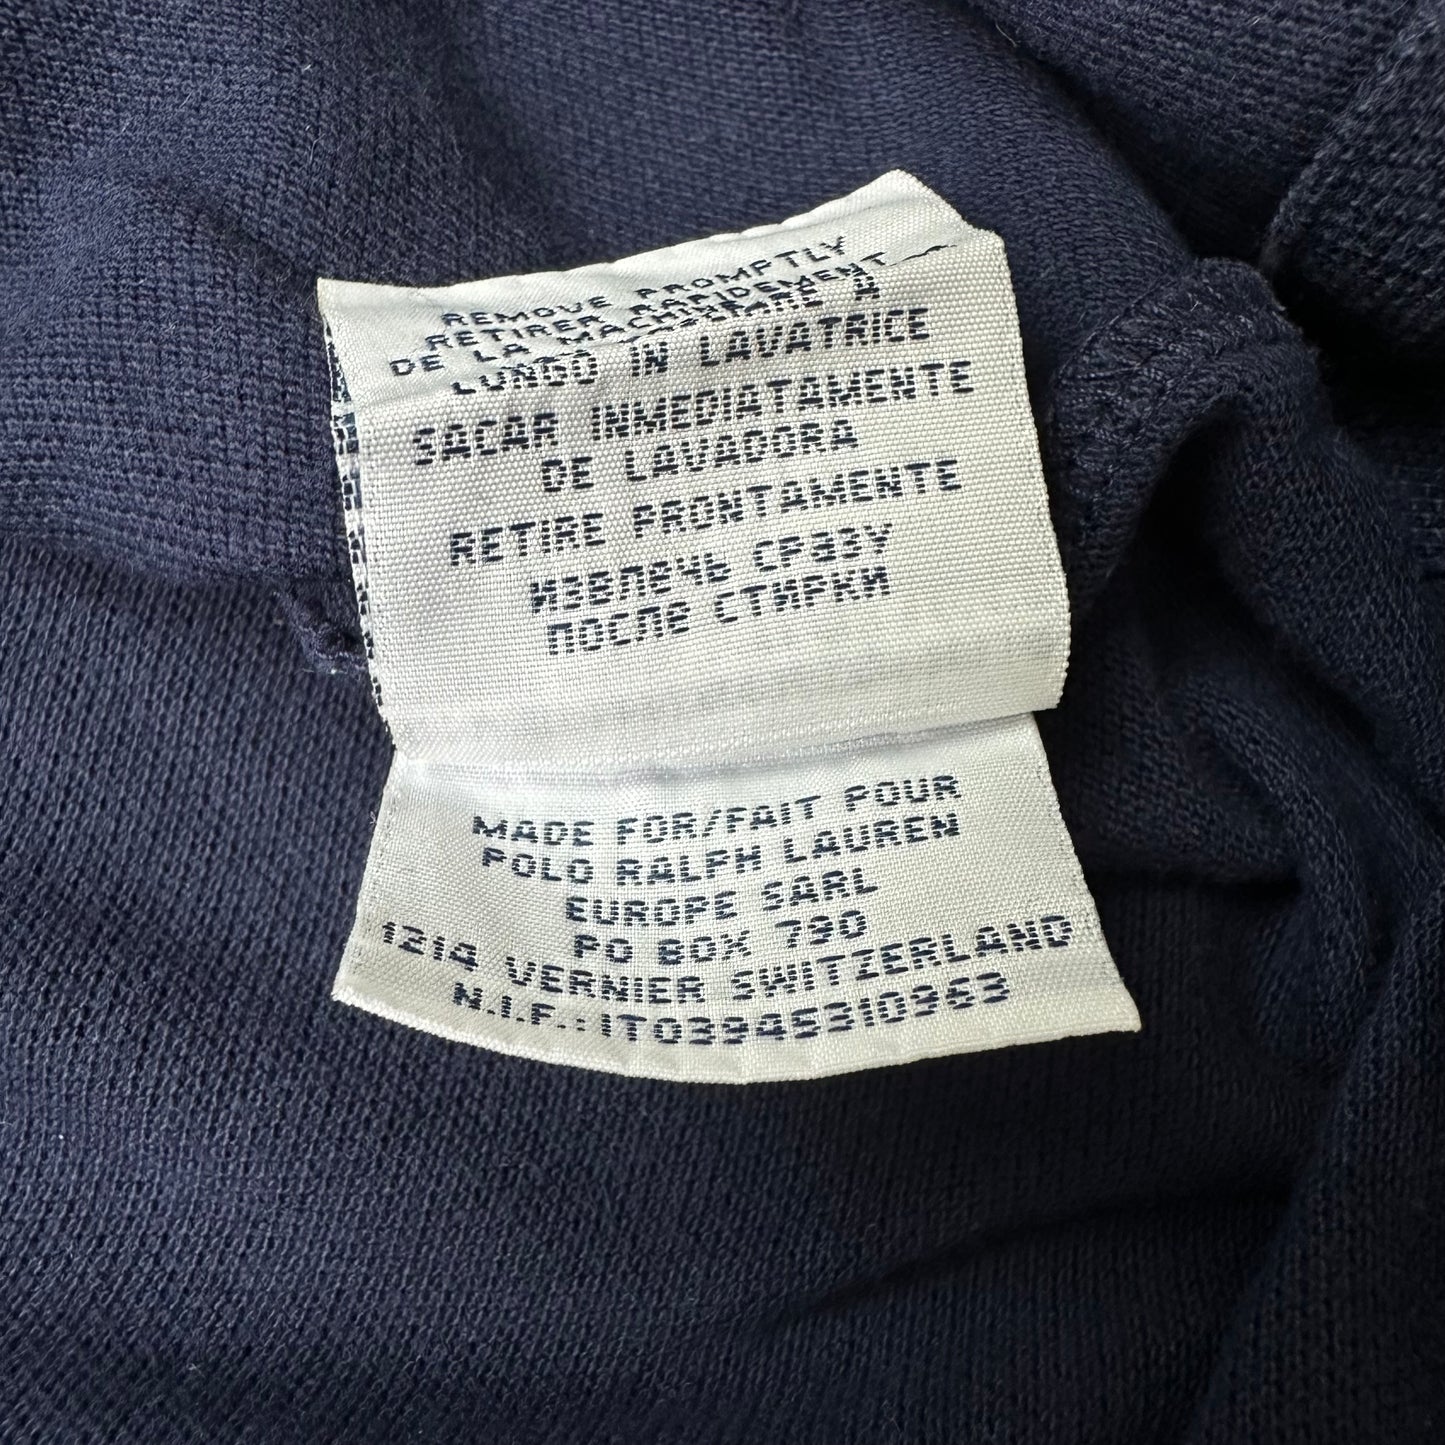 REMOVE PROMPTLY
RETIRER RAPIDEMENT
DE LA MACHINE
LUNGO IN LAVATRICE
SACAR INMEDIATAMENTE
DE LAVADORA
RETIRE PRONTAMENTE
ИЗВЛЕЧЬ СРАЗУ
ПОСЛЕ СТИРКИ
MADE FOR/FAIT POUR
POLO RALPH LAUREN
EUROPE SARL
PO BOX 790
1214 VERNIER SWITZERLAND
N.I.F.: IT03945310963